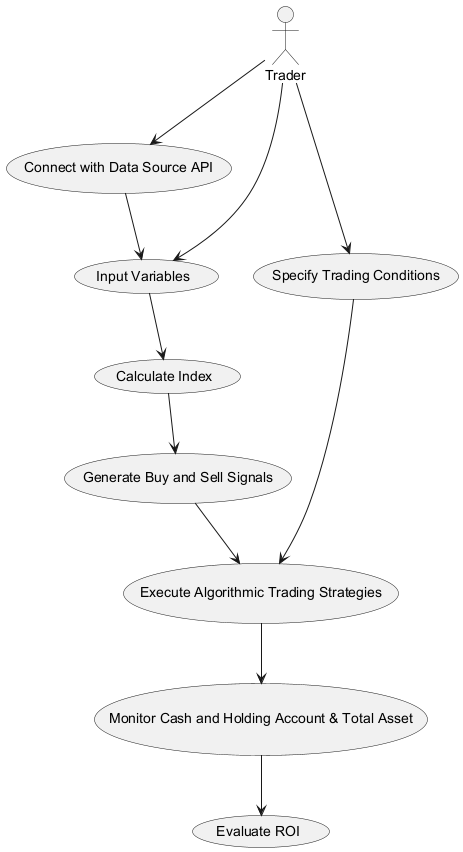 Trader
Connect with Data Source API
Input Variables
Specify Trading Conditions
Calculate Index
Generate Buy and Sell Signals
Execute Algorithmic Trading Strategies
Monitor Cash and Holding Account & Total Asset
Evaluate ROI